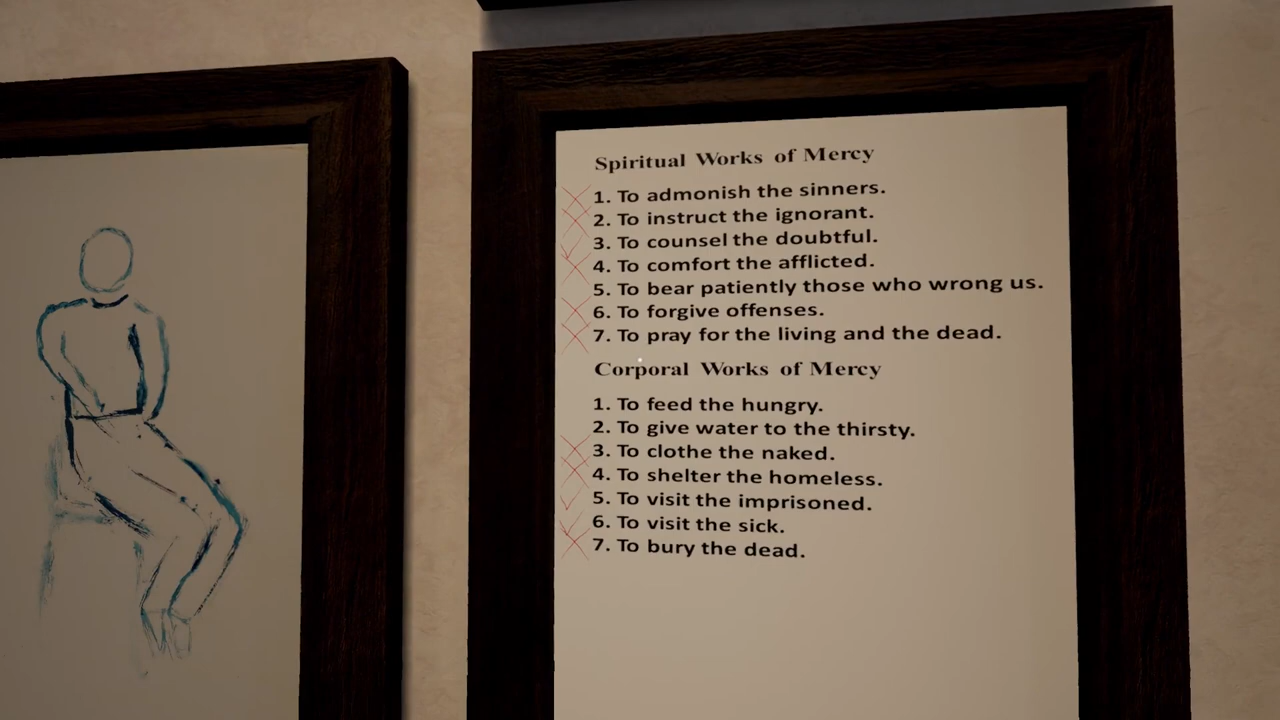 Spiritual Works of Mercy
1. To admonish the sinners.
2. To instruct the ignorant.
3. To counsel the doubtful.
4. To comfort the afflicted.
5. To bear patiently those who wrong us.
6. To forgive offenses.
7. To pray for the living and the dead.
Corporal Works of Mercy
1. To feed the hungry.
2. To give water to the thirsty.
3. To clothe the naked.
4. To shelter the homeless.
5. To visit the imprisoned.
6. To visit the sick.
7. To bury the dead.